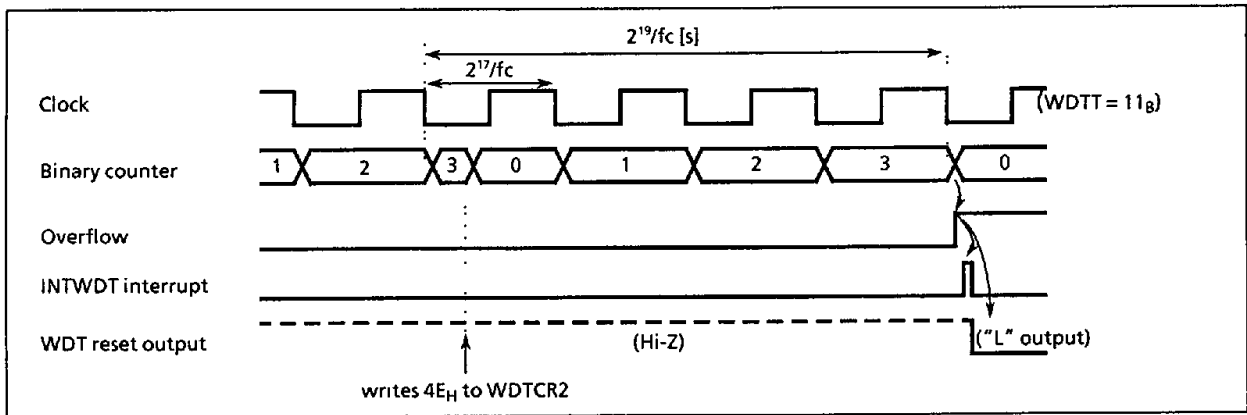 2¹⁹/fc [s]
2¹⁷/fc
Clock
(WDTT = 11B)
Binary counter
1 2 3 0 1 2 3 0
Overflow
INTWDT interrupt
WDT reset output
(Hi-Z)
("L" output)
writes 4EH to WDTCR2